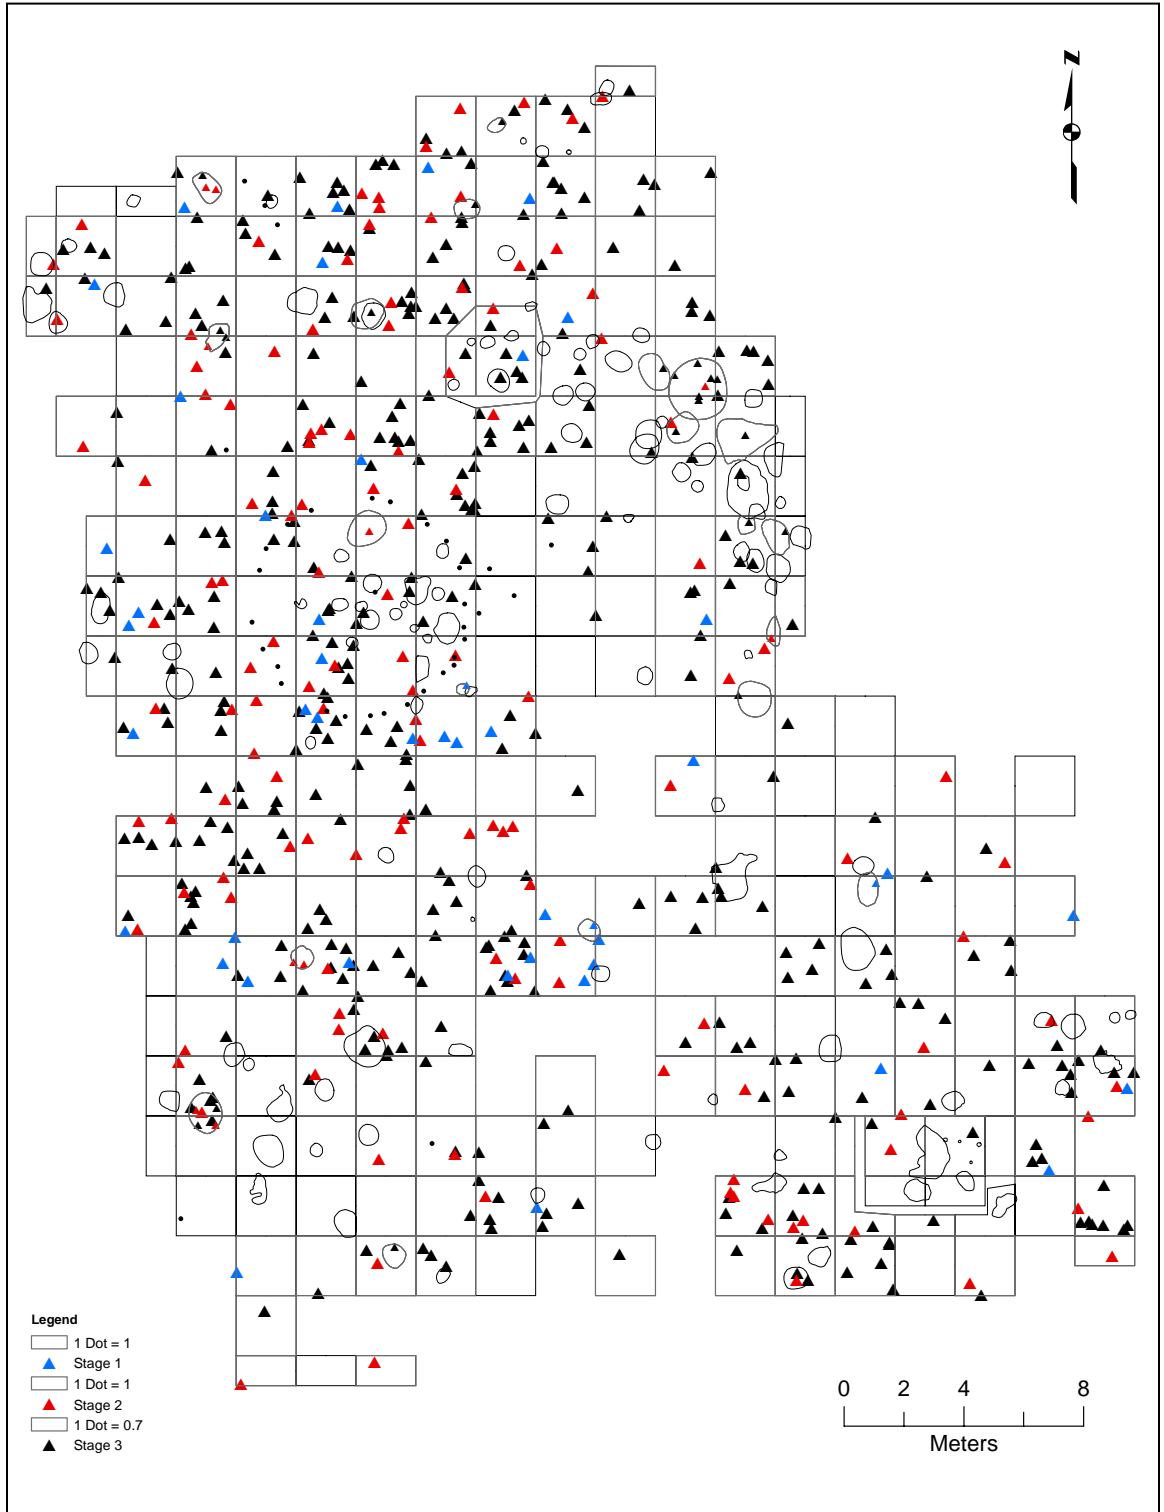 N
Legend
1 Dot = 1
Stage 1
1 Dot = 1
Stage 2
1 Dot = 0.7
Stage 3
0 2 4 8
Meters